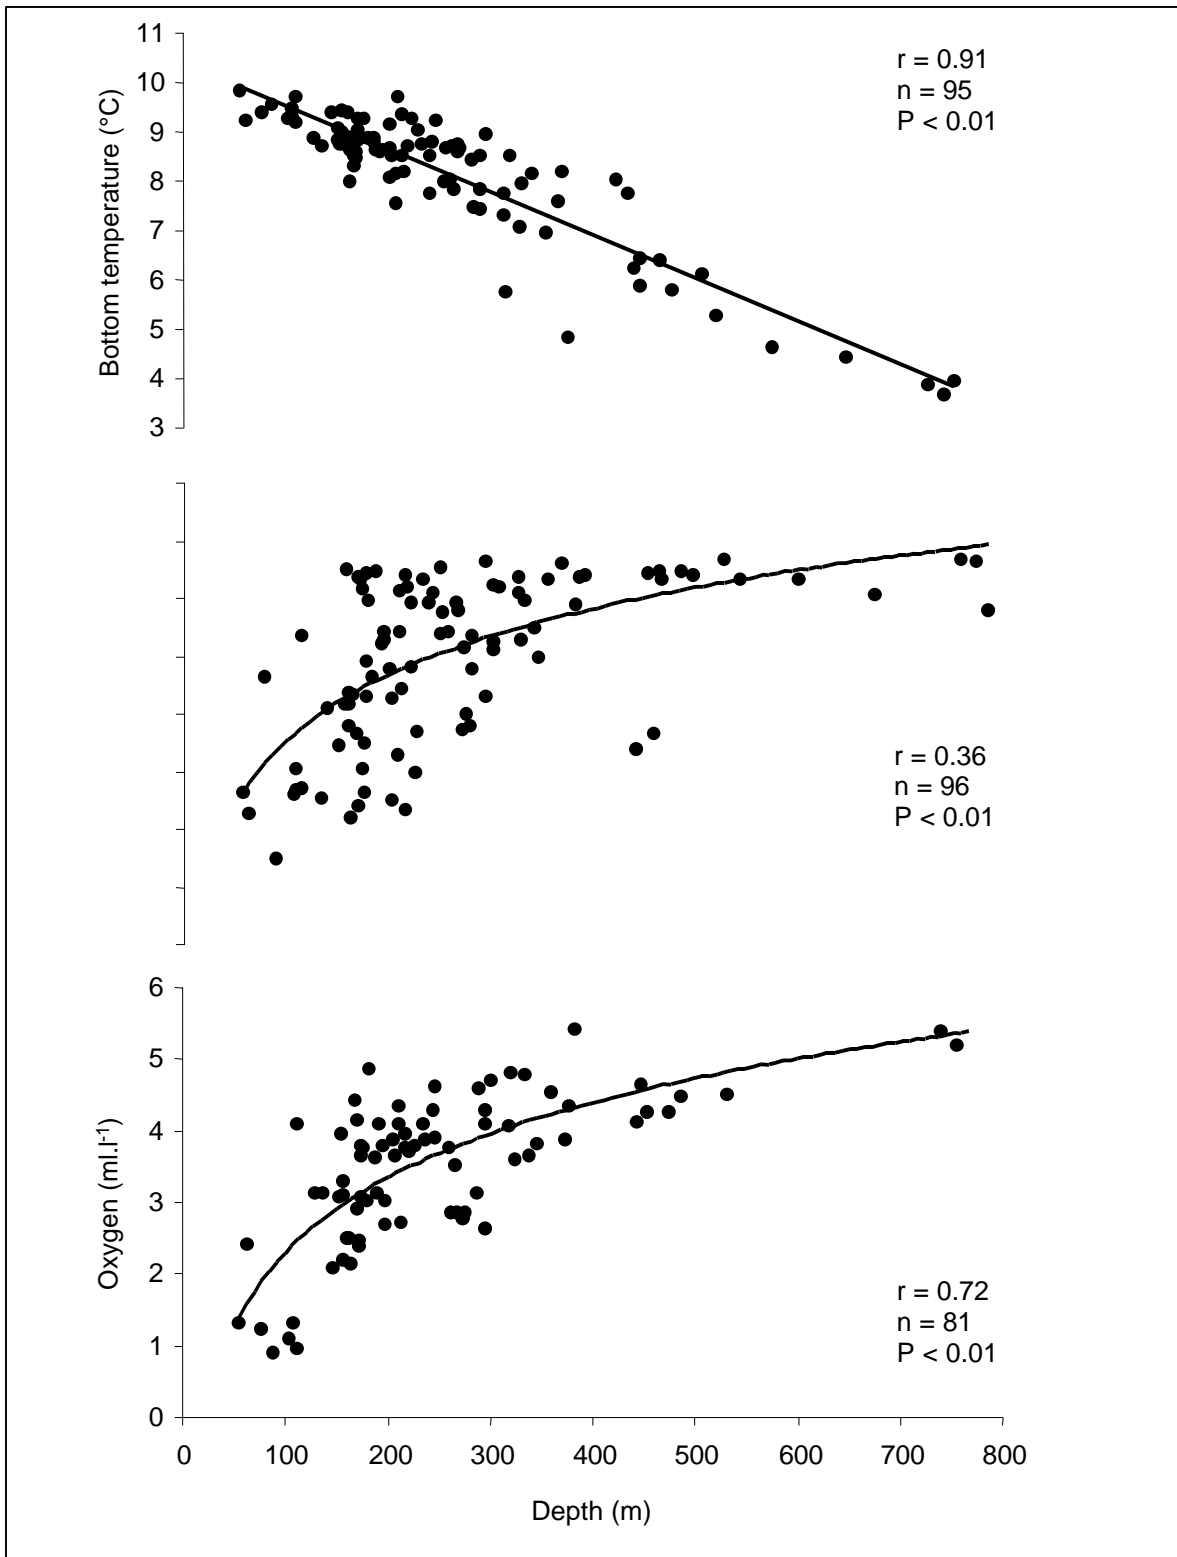 11
10
9
8
7
6
5
4
3
Bottom temperature (°C)
r = 0.91
n = 95
P < 0.01
r = 0.36
n = 96
P < 0.01
6
5
4
3
2
1
0
Oxygen (ml.l-1)
r = 0.72
n = 81
P < 0.01
0 100 200 300 400 500 600 700 800
Depth (m)